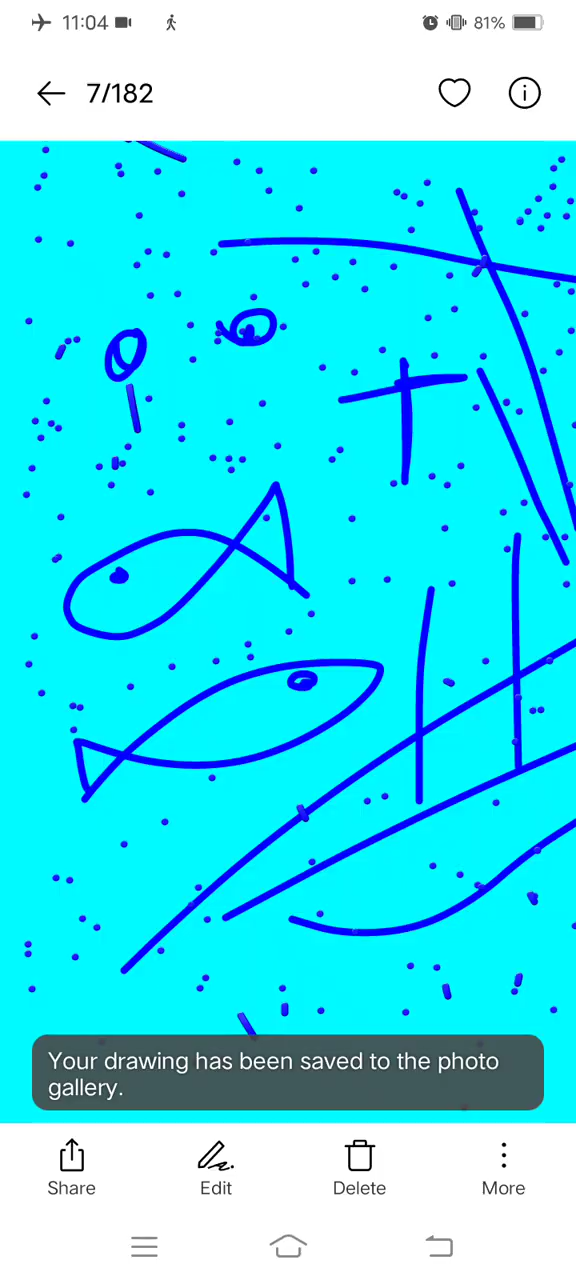 11:04
81%
7/182
Your drawing has been saved to the photo
gallery.
Share
Edit
Delete
More